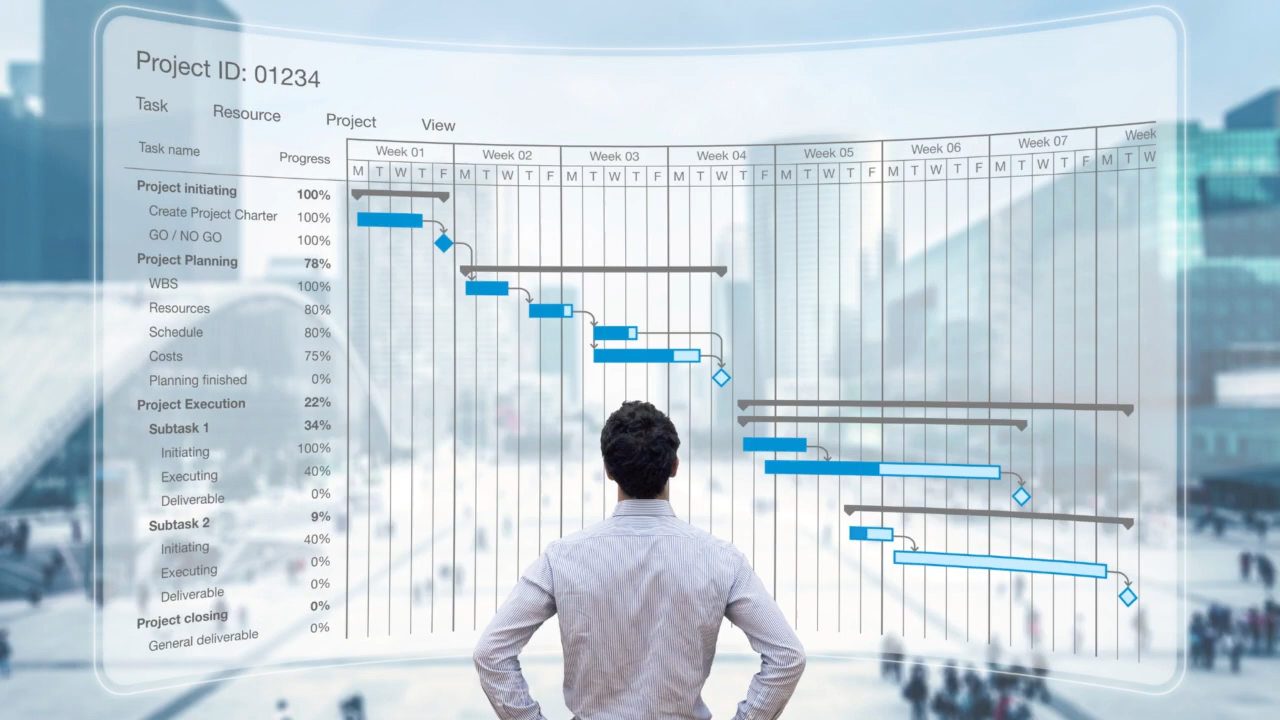 Project ID: 01234
Task Resource Project View
Task name Progress Week 01 Week 02 Week 03 Week 04 Week 05 Week 06 Week 07 Week
M T W T F M T W T F M T W T F M T W T F M T W T F M T W T F M T W T F M T W
Project initiating 100%
Create Project Charter 100%
GO / NO GO 100%
Project Planning 78%
WBS 100%
Resources 80%
Schedule 80%
Costs 75%
Planning finished 0%
Project Execution 22%
Subtask 1 34%
Initiating 100%
Executing 40%
Deliverable 0%
Subtask 2 9%
Initiating 40%
Executing 0%
Deliverable 0%
Project closing 0%
General deliverable 0%